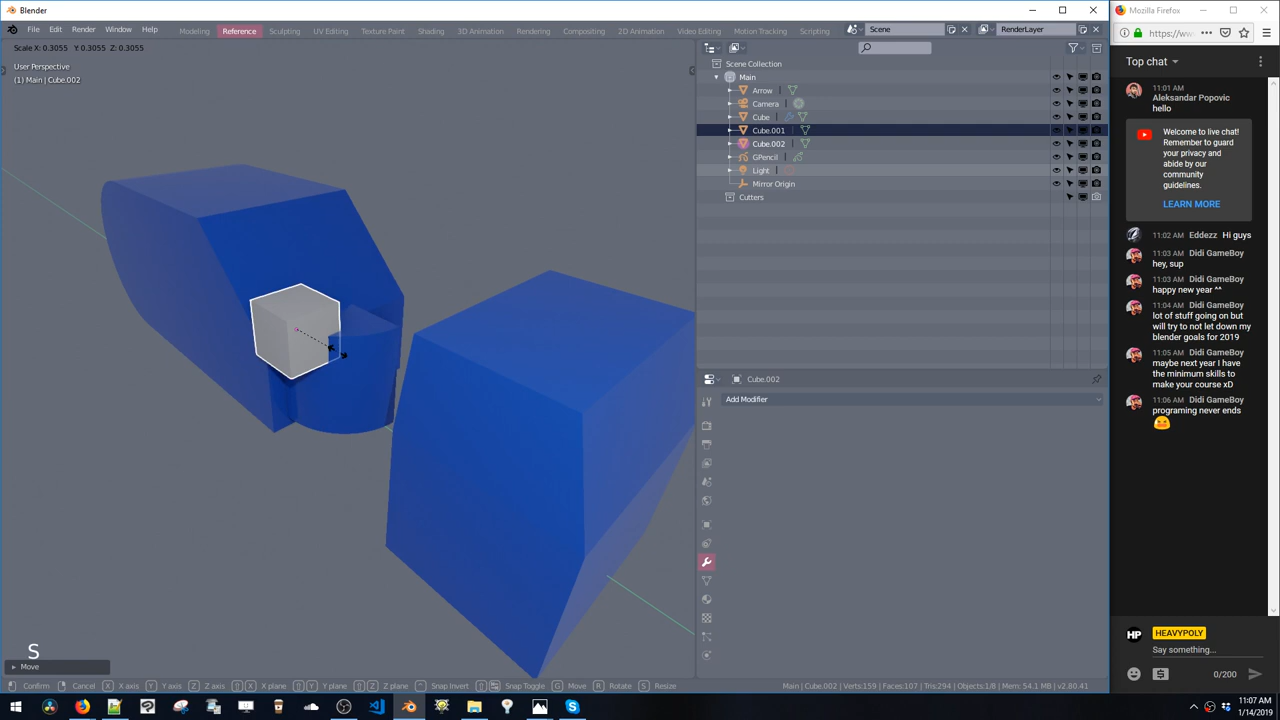 Blender
File Edit Render Window Help
Modeling Reference Sculpting UV Editing Texture Paint Shading 3D Animation Rendering Compositing 2D Animation Video Editing Motion Tracking Scripting
Scene
RenderLayer
Scale X: 0.3055 Y: 0.3055 Z: 0.3055
User Perspective
(1) Main | Cube.002
Scene Collection
Main
Arrow
Camera
Cube
Cube.001
Cube.002
GPencil
Light
Mirror Origin
Cutters
Cube.002
Add Modifier
S
Move
Confirm Cancel X axis Y axis Z axis X plane Y plane Z plane Snap Invert Snap Toggle Move Rotate Resize
G R S
Main | Cube.002 | Verts:159 | Faces:107 | Tris:294 | Objects:1/8 | Mem: 54.1 MB | v2.80.41
Mozilla Firefox
https://ww
Top chat
11:01 AM
Aleksandar Popovic
hello
Welcome to live chat!
Remember to guard
your privacy and
abide by our
community
guidelines.
LEARN MORE
11:02 AM Eddezz Hi guys
11:03 AM Didi GameBoy
hey, sup
11:03 AM Didi GameBoy
happy new year ^^
11:04 AM Didi GameBoy
lot of stuff going on but
will try to not let down my
blender goals for 2019
11:05 AM Didi GameBoy
maybe next year I have
the minimum skills to
make your course xD
11:06 AM Didi GameBoy
programing never ends
HP
HEAVYPOLY
Say something...
0/200
11:07 AM
1/14/2019